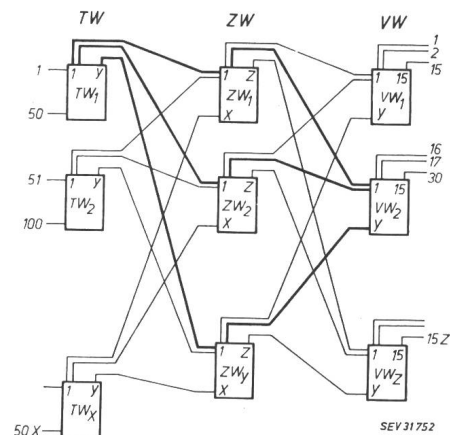 TW ZW VW
1 y TW1 50
51 1 y TW2 100
1 y TWX 50 X
1 Z ZW1 X
1 Z ZW2 X
1 Z ZWy X
1 2 15 1 15 VW1 y
16 17 30 1 15 VW2 y
1 15 VWZ y 15 Z
SEV 31752